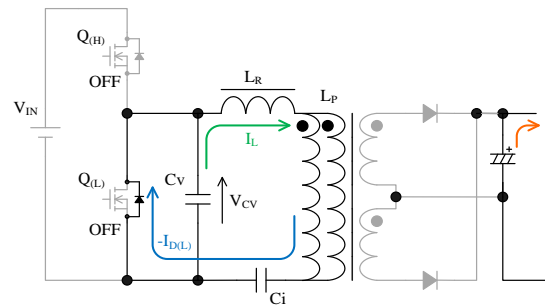 Q(H)
OFF
VIN
LR
LP
IL
Q(L)
OFF
CV
VCV
-ID(L)
Ci
+